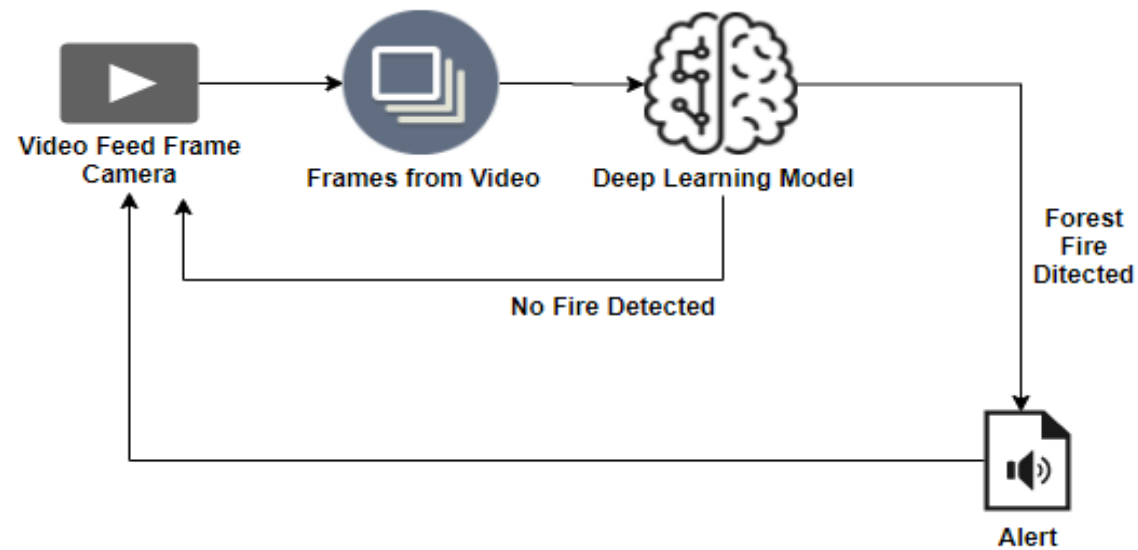 Video Feed Frame
Camera
Frames from Video
Deep Learning Model
Forest
Fire
Ditected
No Fire Detected
Alert